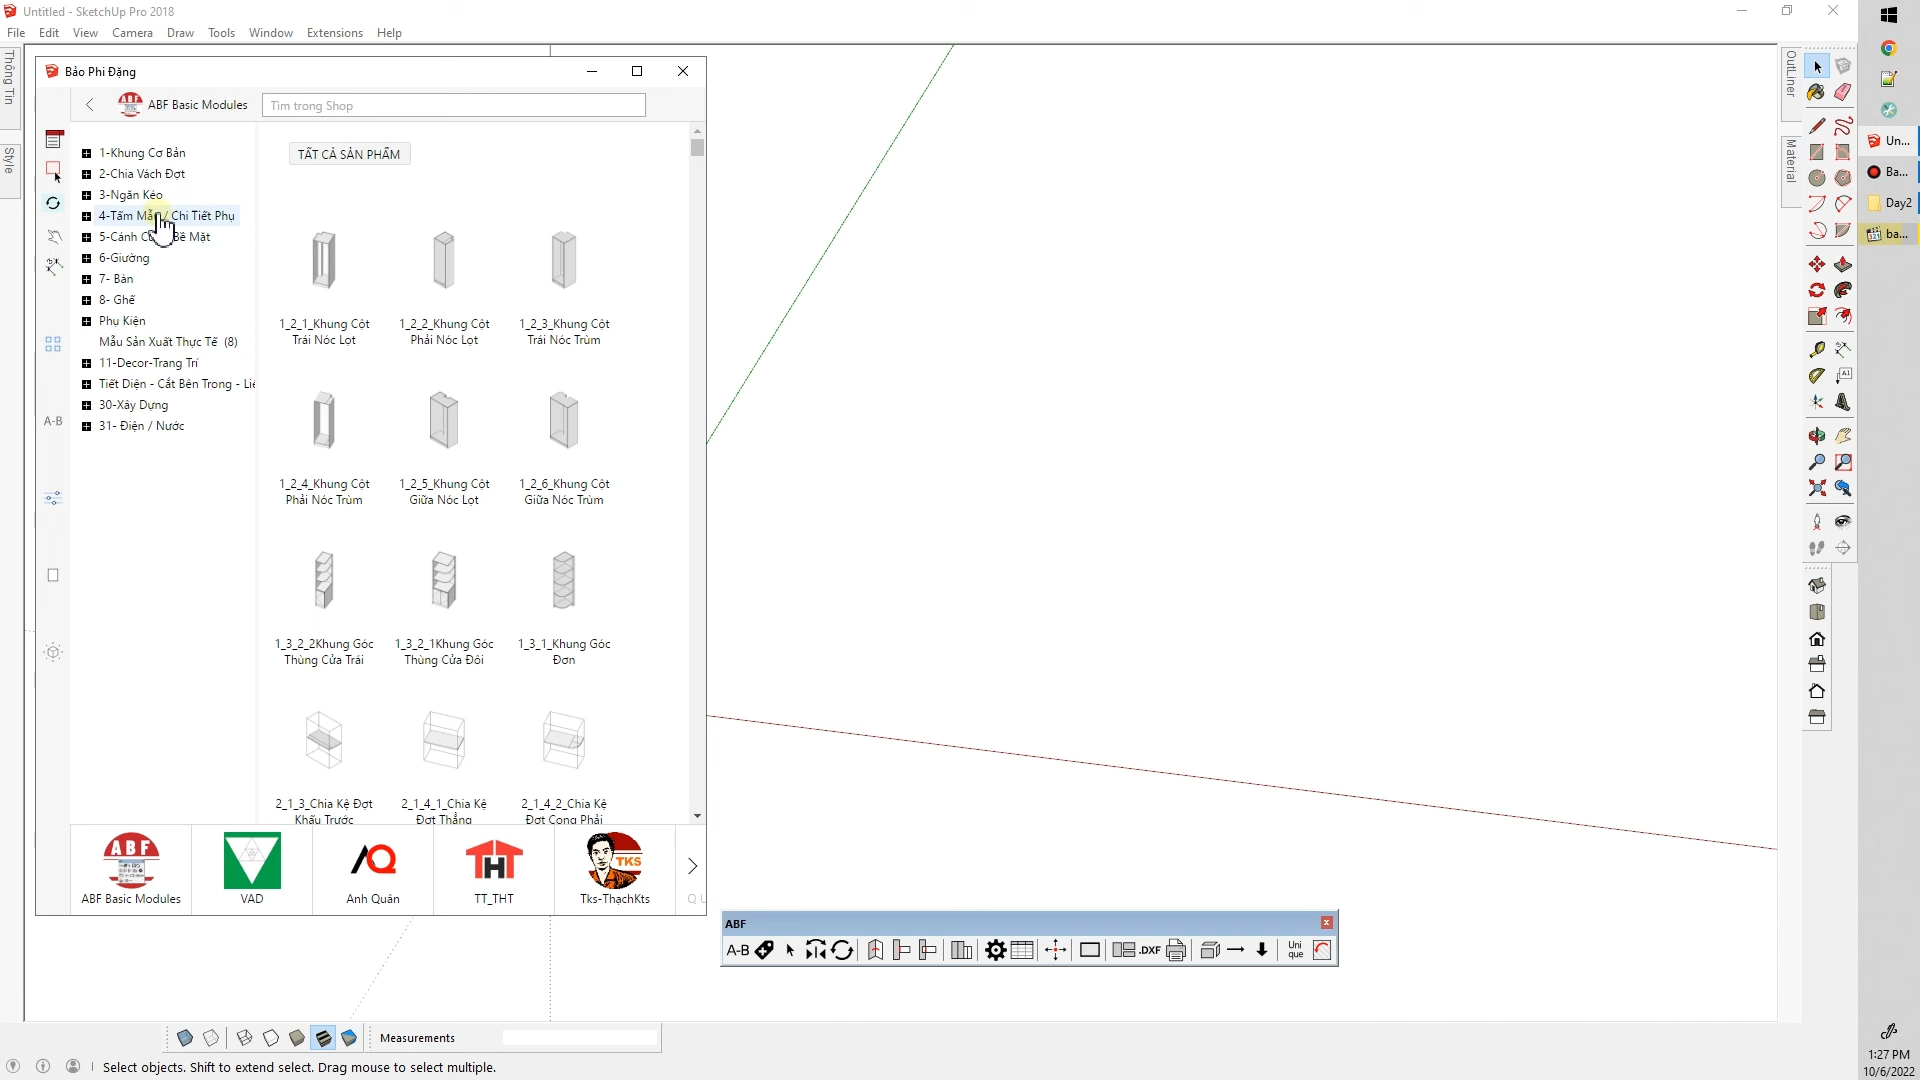 Untitled - SketchUp Pro 2018
File Edit View Camera Draw Tools Window Extensions Help
Thông Tin
Style
Bảo Phi Đặng
ABF Basic Modules
Tìm trong Shop
1-Khung Cơ Bản
2-Chia Vách Đợt
3-Ngăn Kéo
4-Tấm / Chi Tiết Phụ
5-Cánh Bề Mặt
6-Giường
7- Bàn
8- Ghế
Phụ Kiện
Mẫu Sản Xuất Thực Tế (8)
11-Decor-Trang Trí
Tiết Diện - Cắt Bên Trong -
30-Xây Dựng
31- Điện / Nước
A-B
TẤT CẢ SẢN PHẨM
1_2_1_Khung Cột Trái Nóc Lọt
1_2_2_Khung Cột Phải Nóc Lọt
1_2_3_Khung Cột Trái Nóc Trùm
1_2_4_Khung Cột Phải Nóc Trùm
1_2_5_Khung Cột Giữa Nóc Lọt
1_2_6_Khung Cột Giữa Nóc Trùm
1_3_2_2Khung Góc Thùng Cửa Trái
1_3_2_1Khung Góc Thùng Cửa Đôi
1_3_1_Khung Góc Đơn
2_1_3_Chia Kệ Đợt Khấu Trước
2_1_4_1_Chia Kệ Đợt Thẳng
2_1_4_2_Chia Kệ Đợt Cong Phải
ABF
TKS
ABF Basic Modules
VAD
Anh Quân
TT_THT
Tks-ThạchKts
ABF
A-B
.DXF
Uni
que
Measurements
Select objects. Shift to extend select. Drag mouse to select multiple.
Outliner
Material
Un...
Ba...
Day2
ba...
1:27 PM
10/6/2022